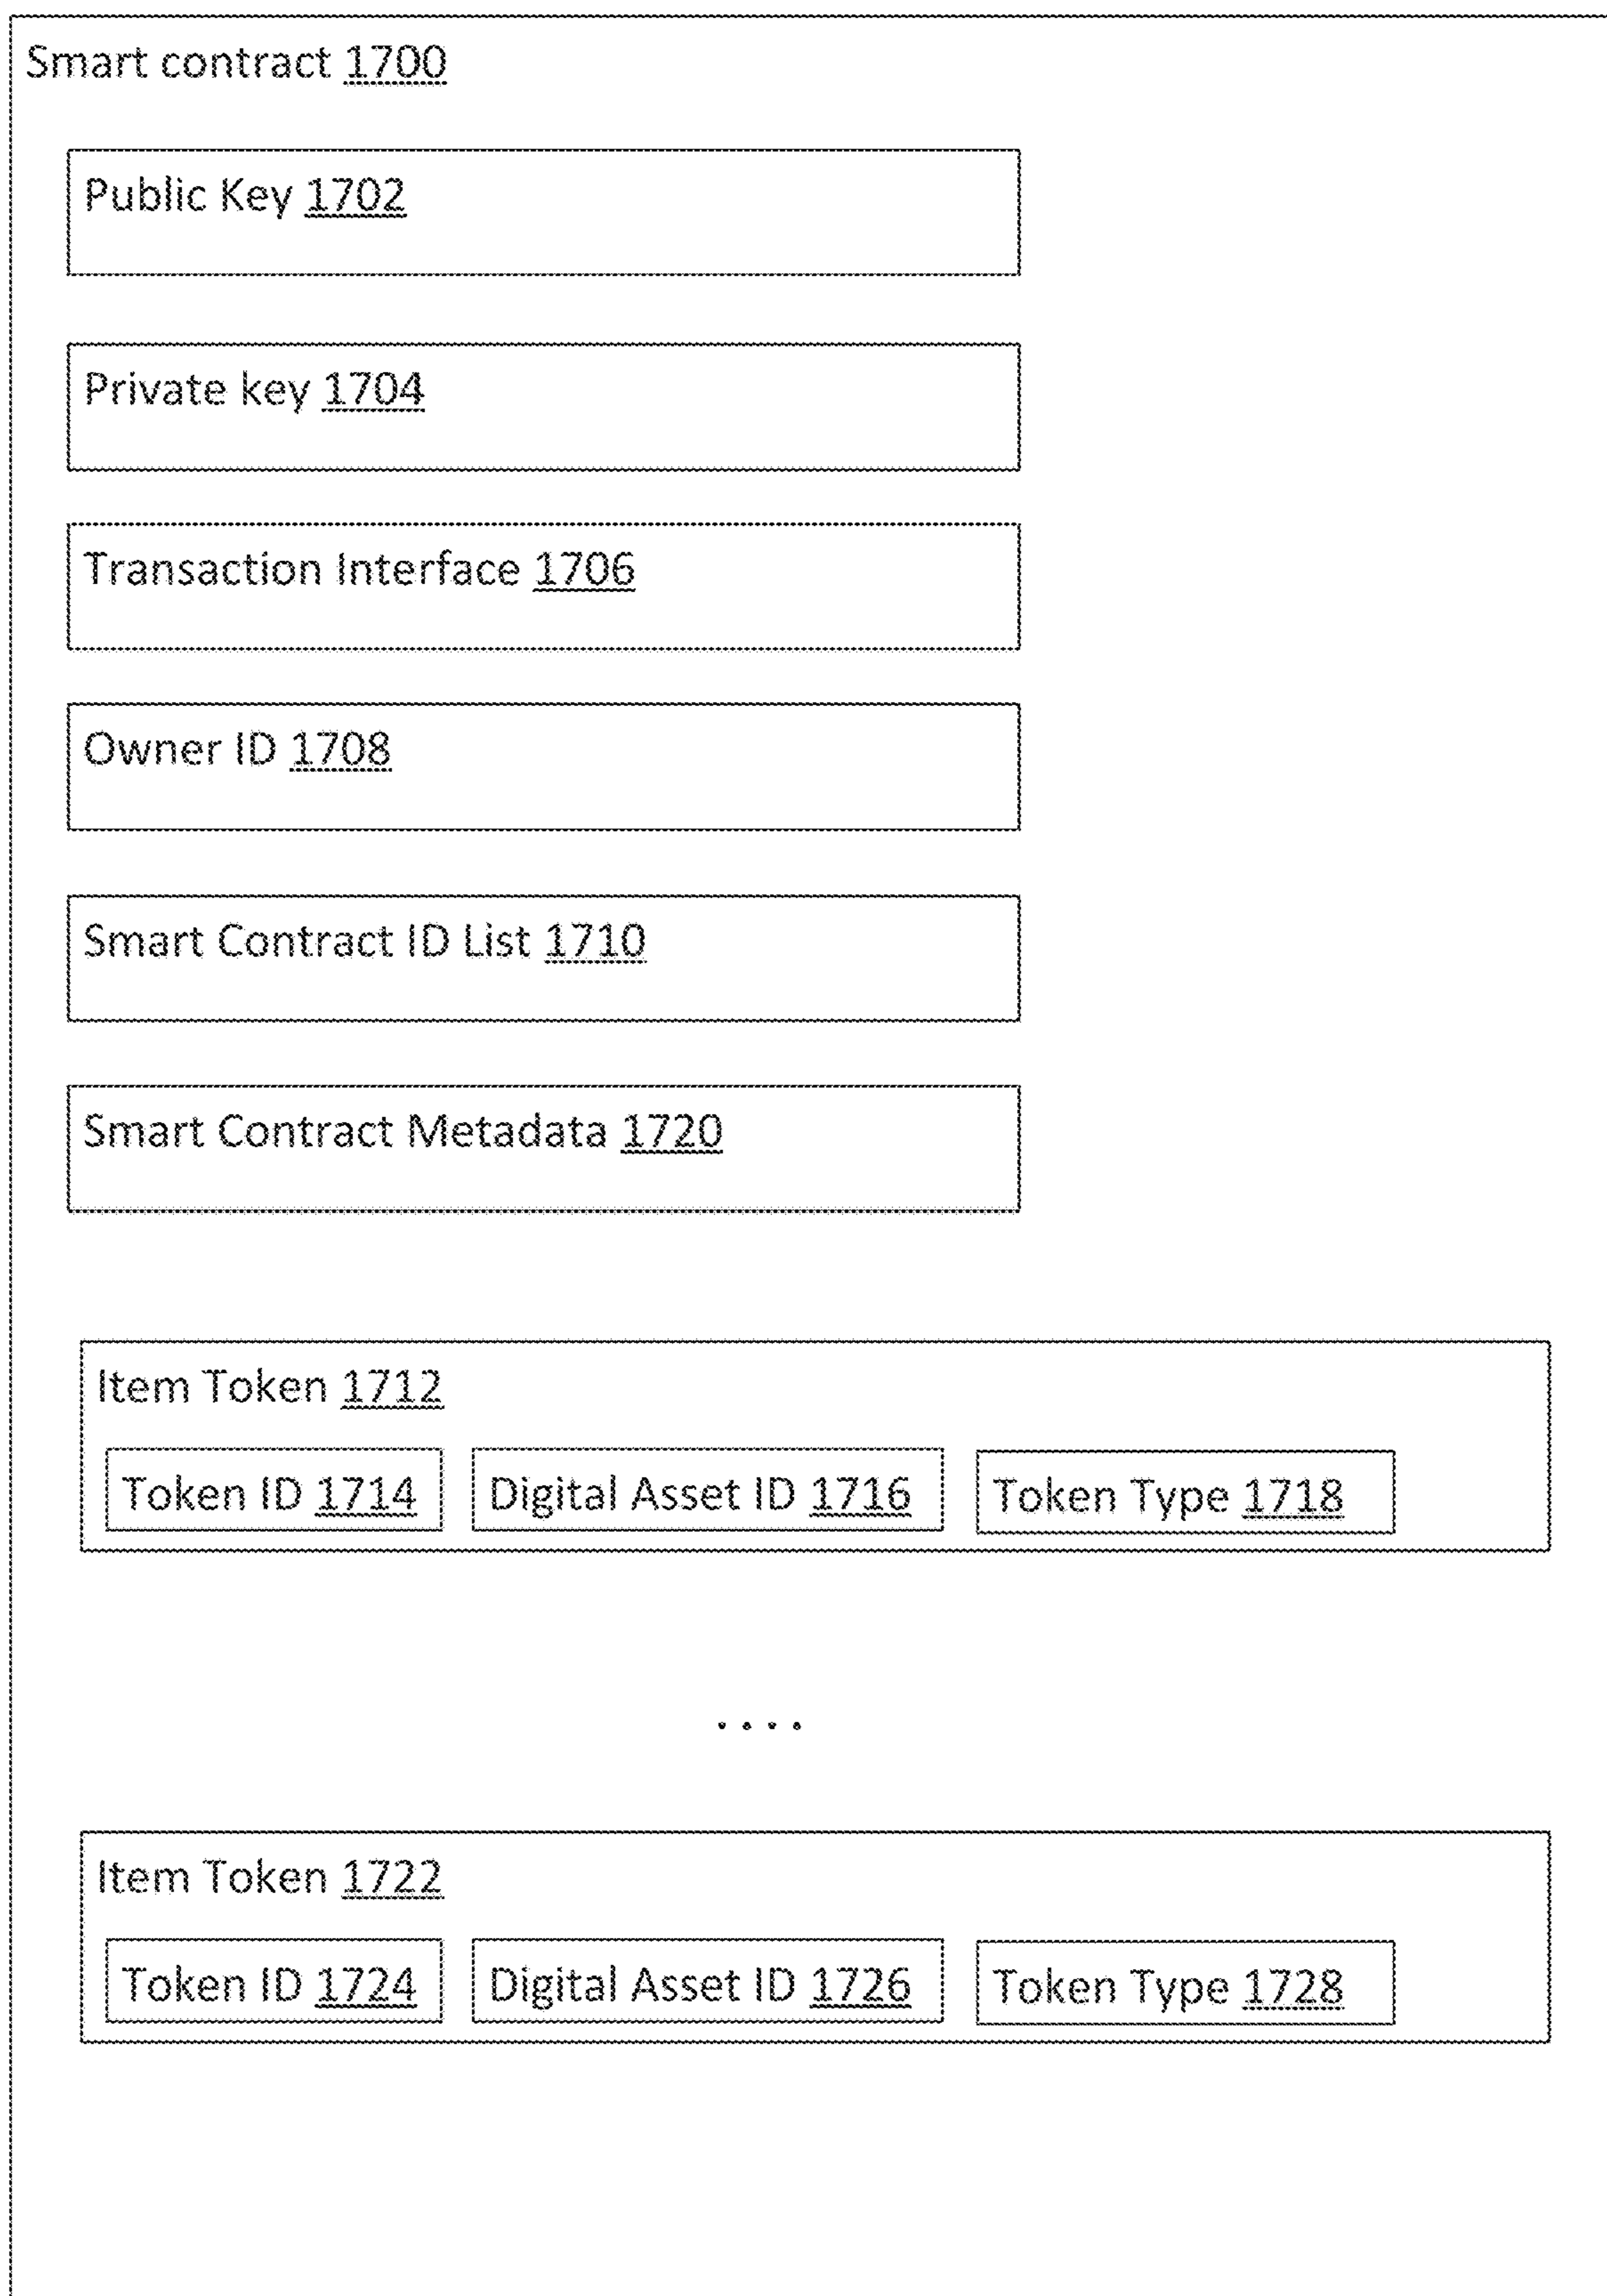 Smart contract 1700
Public Key 1702
Private key 1704
Transaction Interface 1706
Owner ID 1708
Smart Contract ID List 1710
Smart Contract Metadata 1720
Item Token 1712
Token ID 1714 Digital Asset ID 1716 Token Type 1718
....
Item Token 1722
Token ID 1724 Digital Asset ID 1726 Token Type 1728